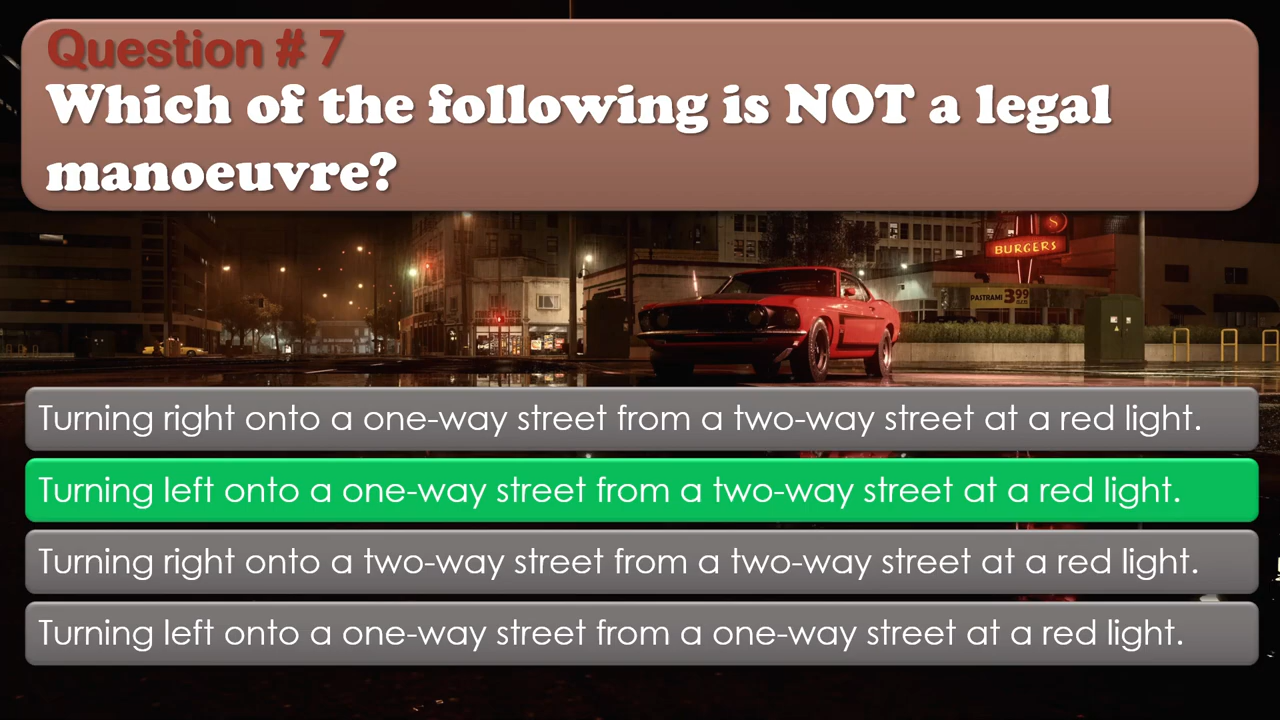 Question # 7
Which of the following is NOT a legal
manoeuvre?
BURGERS
PASTRAMI 3.99
Turning right onto a one-way street from a two-way street at a red light.
Turning left onto a one-way street from a two-way street at a red light.
Turning right onto a two-way street from a two-way street at a red light.
Turning left onto a one-way street from a one-way street at a red light.